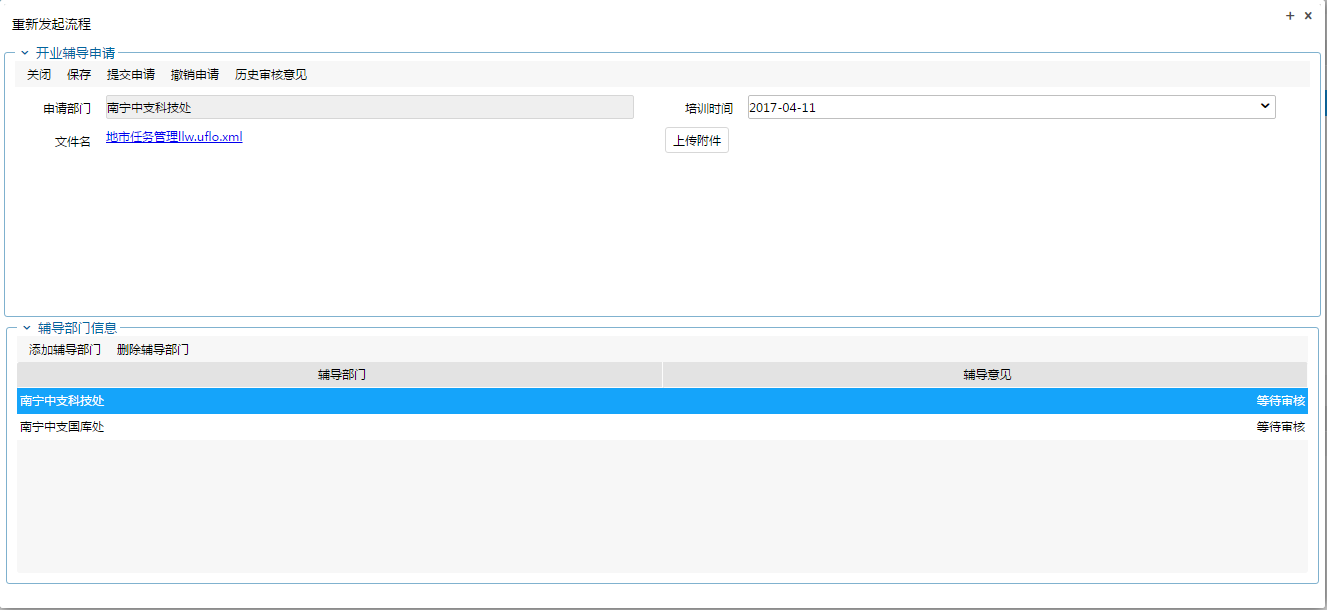 重新发起流程
开业辅导申请
关闭 保存 提交申请 撤销申请 历史审核意见
申请部门 南宁中支科技处 培训时间 2017-04-11
文件名 地市任务管理llw.uflo.xml 上传附件
辅导部门信息
添加辅导部门 删除辅导部门
辅导部门 辅导意见
南宁中支科技处 等待审核
南宁中支国库处 等待审核